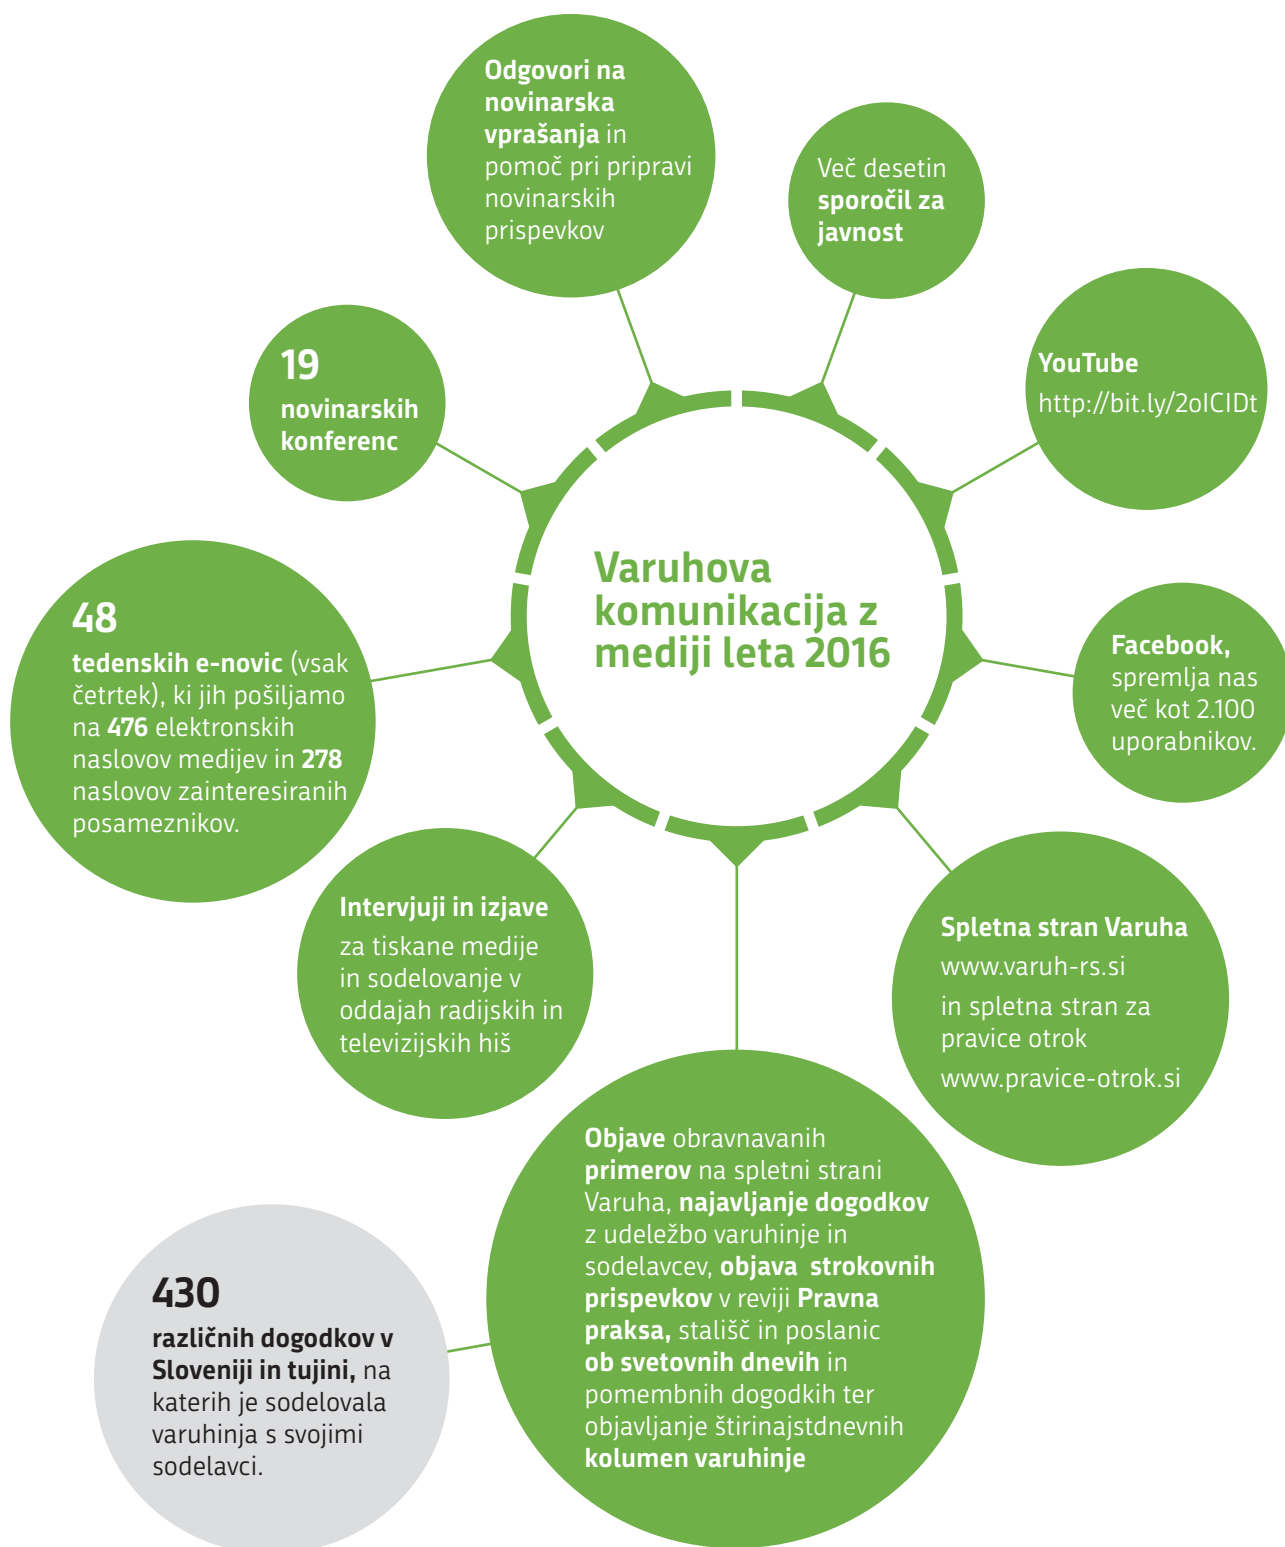 Odgovori na
novinarska
vprašanja in
pomoč pri pripravi
novinarskih
prispevkov
Več desetin
sporočil za
javnost
YouTube
http://bit.ly/2oICIDt
19
novinarskih
konferenc
Varuhova
komunikacija z
mediji leta 2016
48
tedenskih e-novic (vsak
četrtek), ki jih pošiljamo
na 476 elektronskih
naslovov medijev in 278
naslovov zainteresiranih
posameznikov.
Facebook,
spremlja nas
več kot 2.100
uporabnikov.
Intervjuji in izjave
za tiskane medije
in sodelovanje v
oddajah radijskih in
televizijskih hiš
Spletna stran Varuha
www.varuh-rs.si
in spletna stran za
pravice otrok
www.pravice-otrok.si
Objave obravnavanih
primerov na spletni strani
Varuha, najavljanje dogodkov
z udeležbo varuhinje in
sodelavcev, objava strokovnih
prispevkov v reviji Pravna
praksa, stališč in poslanic
ob svetovnih dnevih in
pomembnih dogodkih ter
objavljanje štirinajstdnevnih
kolumen varuhinje
430
različnih dogodkov v
Sloveniji in tujini, na
katerih je sodelovala
varuhinja s svojimi
sodelavci.